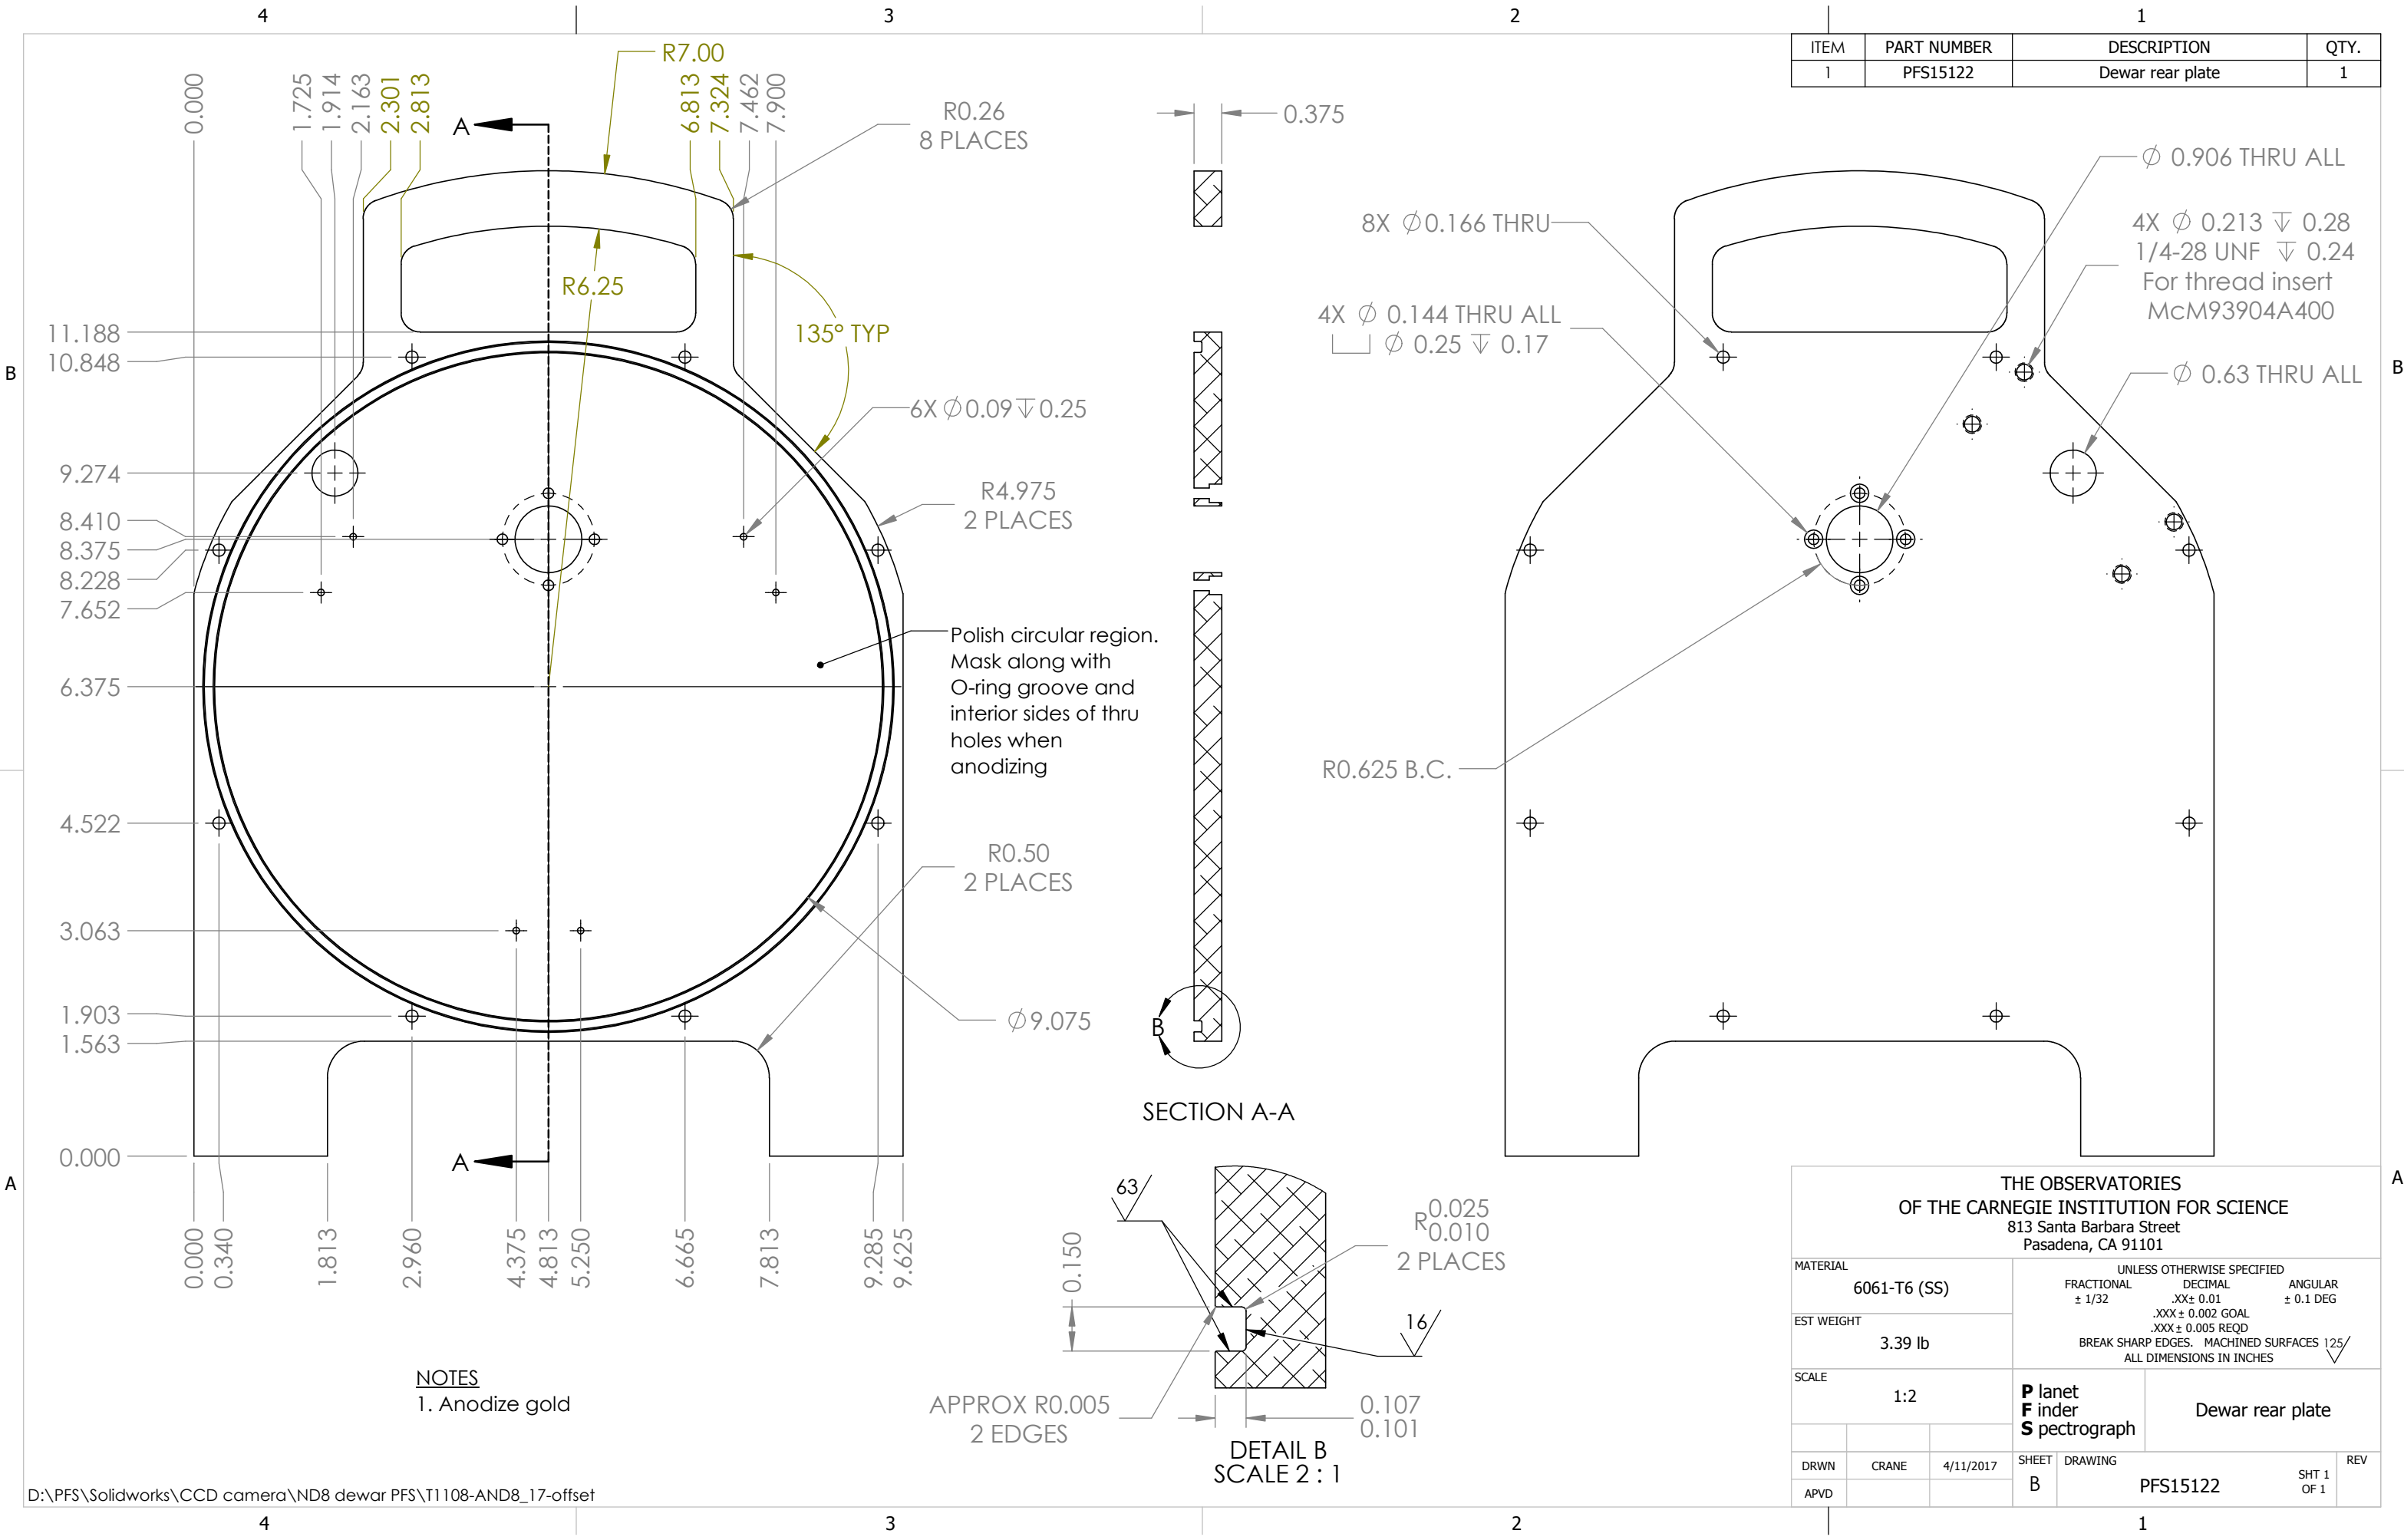 4
3
2
1
ITEM PART NUMBER DESCRIPTION QTY.
1 PFS15122 Dewar rear plate 1
R7.00
0.000
1.725
1.914
2.163
2.301
2.813
6.813
7.324
7.462
7.900
A
R0.26
8 PLACES
0.375
⌀ 0.906 THRU ALL
8X ⌀0.166 THRU
4X ⌀ 0.213 ↧ 0.28
1/4-28 UNF ↧ 0.24
For thread insert
McM93904A400
R6.25
135° TYP
4X ⌀ 0.144 THRU ALL
⌴ ⌀ 0.25 ↧ 0.17
⌀ 0.63 THRU ALL
11.188
10.848
B
B
6X ⌀0.09↧0.25
9.274
8.410
8.375
8.228
7.652
R4.975
2 PLACES
Polish circular region.
Mask along with
O-ring groove and
interior sides of thru
holes when
anodizing
6.375
R0.625 B.C.
4.522
R0.50
2 PLACES
3.063
1.903
1.563
⌀9.075
B
SECTION A-A
0.000
A
A
A
0.000
0.340
1.813
2.960
4.375
4.813
5.250
6.665
7.813
9.285
9.625
63
0.150
R0.025
0.010
2 PLACES
16
APPROX R0.005
2 EDGES
0.107
0.101
DETAIL B
SCALE 2 : 1
NOTES
1. Anodize gold
THE OBSERVATORIES
OF THE CARNEGIE INSTITUTION FOR SCIENCE
813 Santa Barbara Street
Pasadena, CA 91101
MATERIAL
6061-T6 (SS)
UNLESS OTHERWISE SPECIFIED
FRACTIONAL DECIMAL ANGULAR
± 1/32 .XX± 0.01 ± 0.1 DEG
.XXX± 0.002 GOAL
.XXX± 0.005 REQD
BREAK SHARP EDGES. MACHINED SURFACES 125
ALL DIMENSIONS IN INCHES
EST WEIGHT
3.39 lb
SCALE
1:2
P lanet
F inder
S pectrograph
Dewar rear plate
DRWN CRANE 4/11/2017
APVD
SHEET
B
DRAWING
PFS15122
SHT 1
OF 1
REV
D:\PFS\Solidworks\CCD camera\ND8 dewar PFS\T1108-AND8_17-offset
4
3
2
1